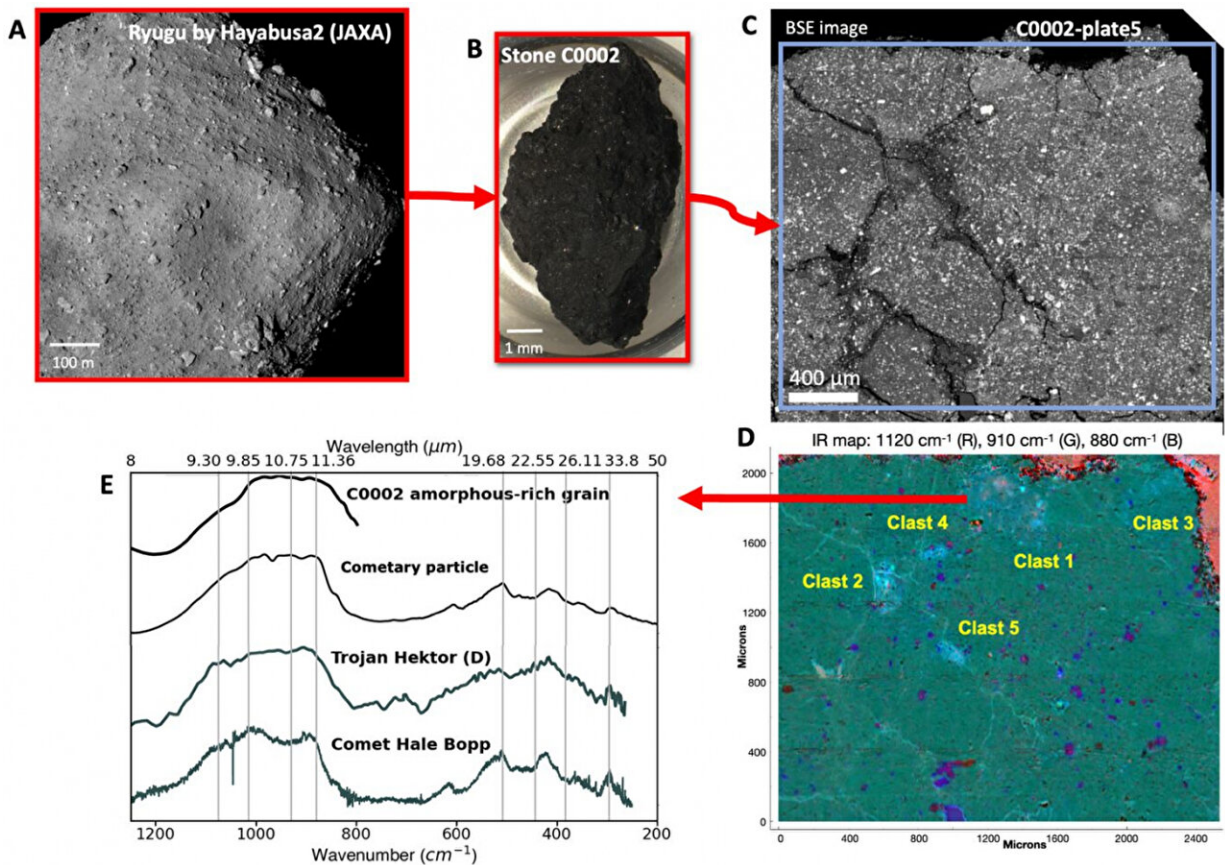 A
Ryugu by Hayabusa2 (JAXA)
100 m
B
Stone C0002
1 mm
C
BSE image
C0002-plate5
400 μm
D
IR map: 1120 cm⁻¹ (R), 910 cm⁻¹ (G), 880 cm⁻¹ (B)
2000
1600
1200
800
400
0
Microns
Clast 4
Clast 3
Clast 1
Clast 2
Clast 5
0 400 800 1200 1600 2000 2400
Microns
E
Wavelength (μm)
8 9.30 9.85 10.75 11.36 19.68 22.55 26.11 33.8 50
C0002 amorphous-rich grain
Cometary particle
Trojan Hektor (D)
Comet Hale Bopp
1200 1000 800 600 400 200
Wavenumber (cm⁻¹)